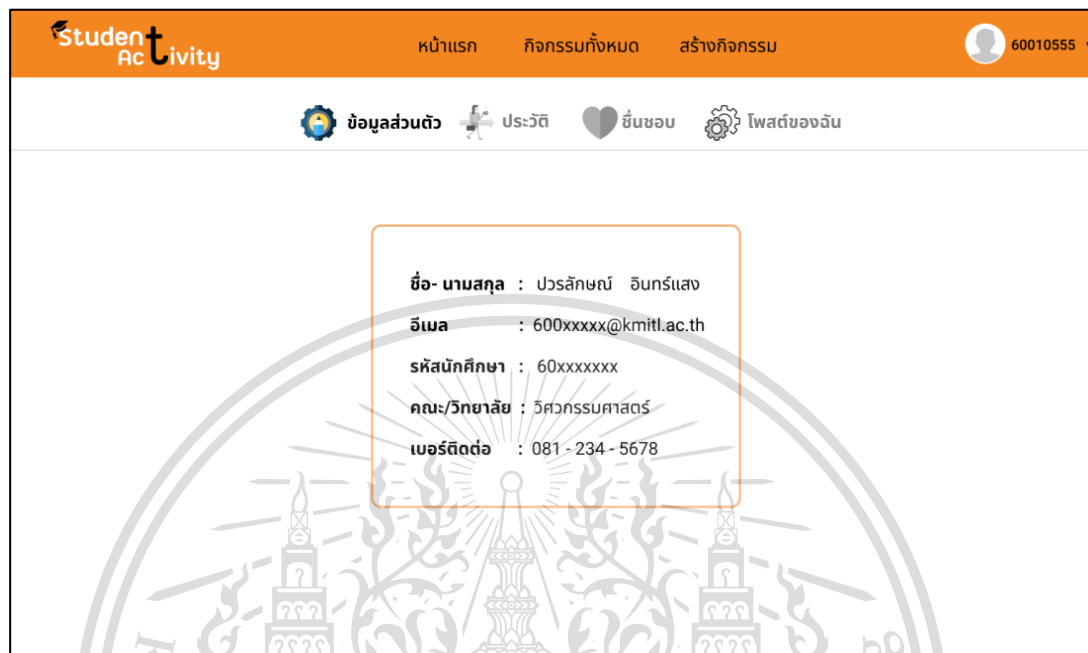 Student Activity
หน้าแรก กิจกรรมทั้งหมด สร้างกิจกรรม 60010555
ข้อมูลส่วนตัว ประวัติ ชื่นชอบ โพสต์ของฉัน
ชื่อ- นามสกุล : ปวรลักษณ์ อินทร์แสง
อีเมล : 600xxxxx@kmitl.ac.th
รหัสนักศึกษา : 60xxxxxxx
คณะ/วิทยาลัย : วิศวกรรมศาสตร์
เบอร์ติดต่อ : 081 - 234 - 5678